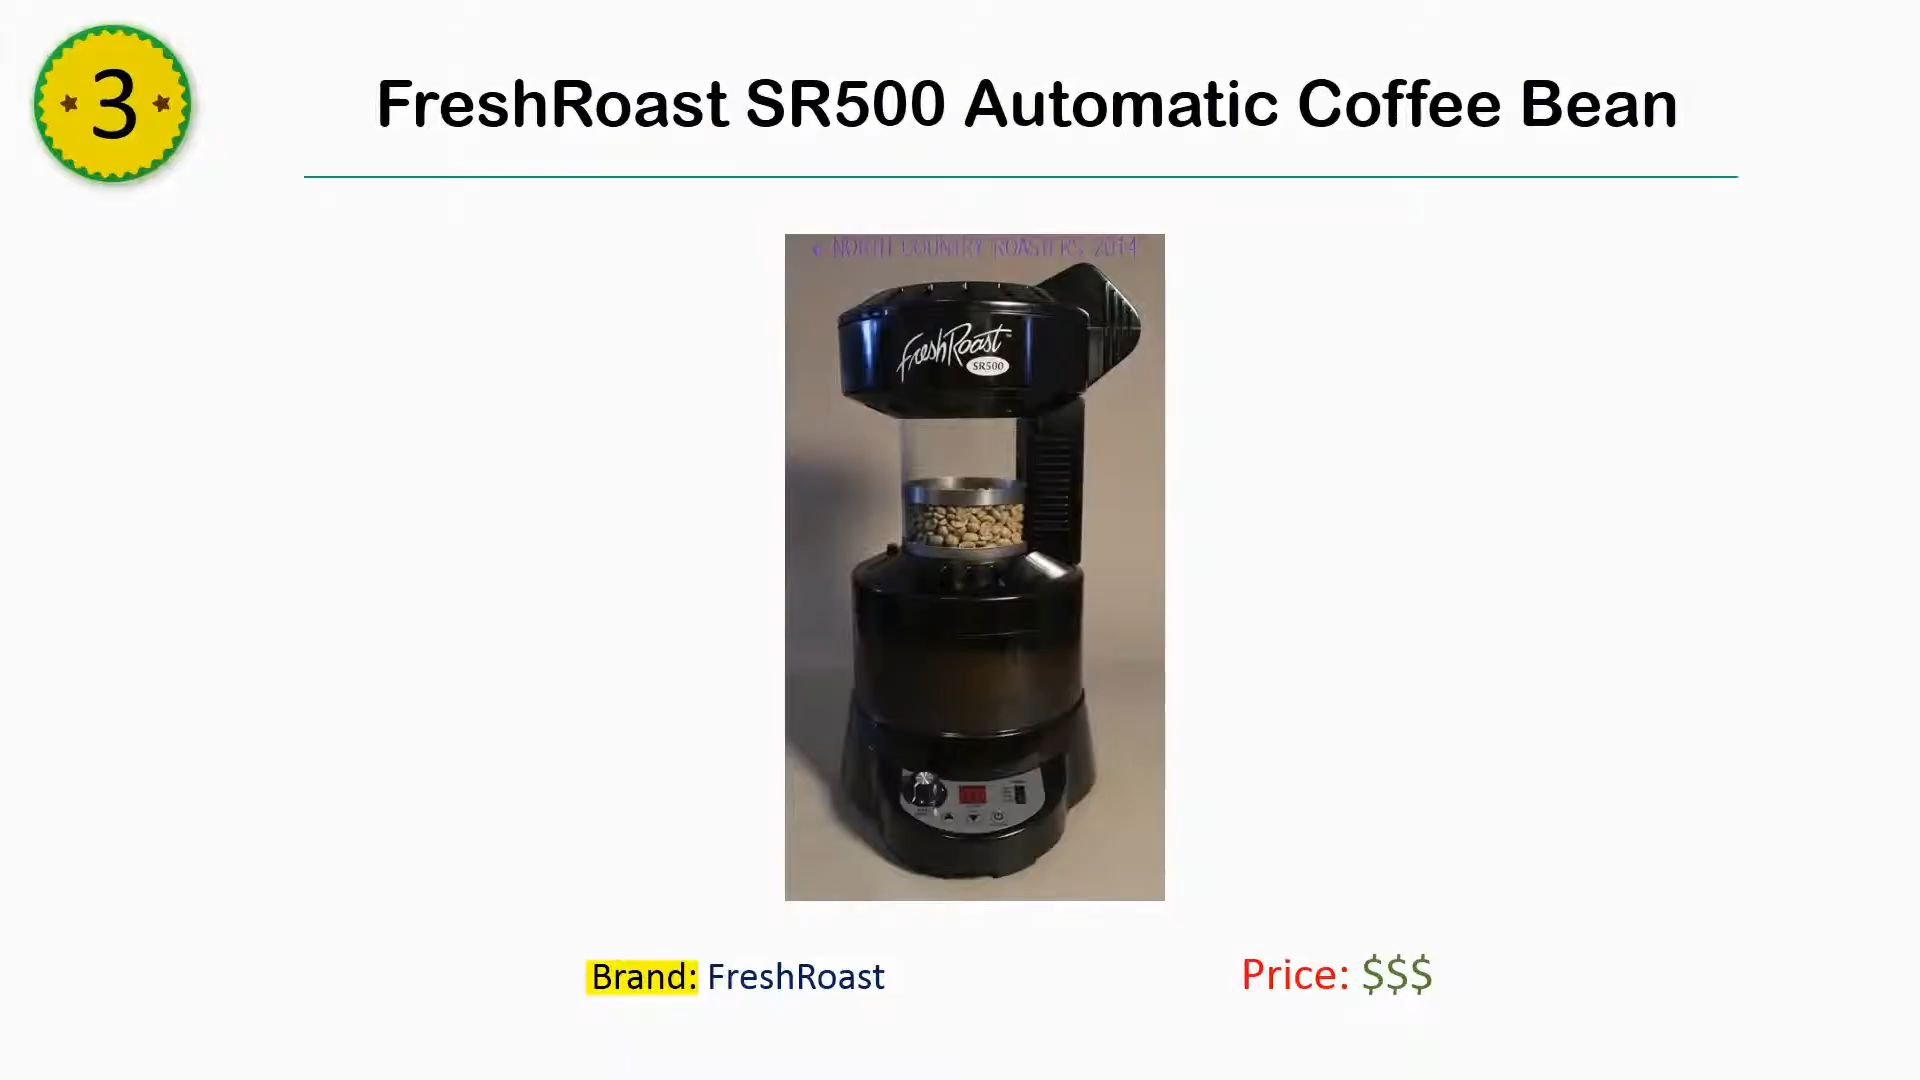 3
FreshRoast SR500 Automatic Coffee Bean
© NORTH COUNTRY ROASTERS 2014
FreshRoast
SR500
Brand: FreshRoast
Price: $$$